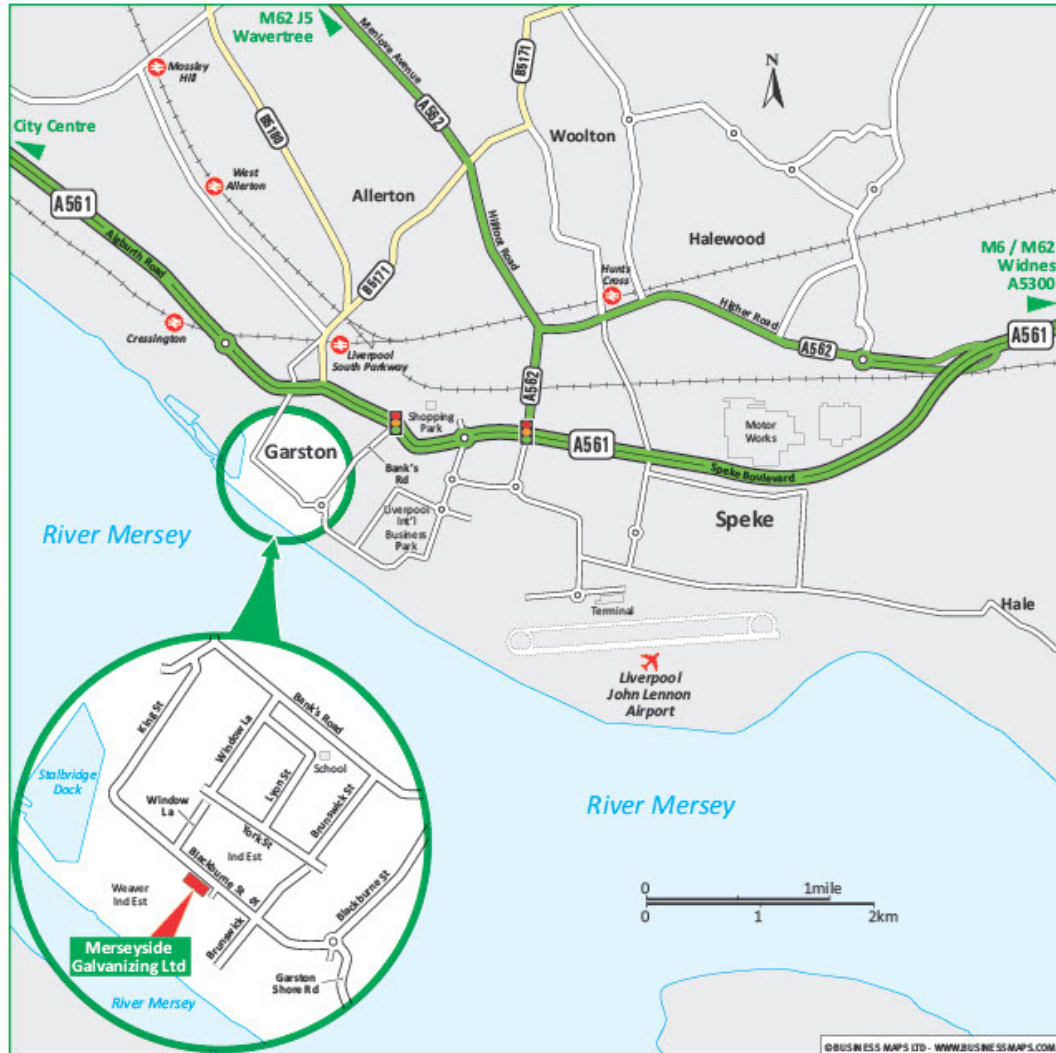 M62 J5
Wavertree
Menlove Avenue
B5171
N
Mossley
Hill
City Centre
B5180
A562
Woolton
West
Allerton
Allerton
A561
Aigburth Road
Hillfoot Road
Halewood
M6 / M62
Widnes
A5300
B5171
Hunts
Cross
Higher Road
A562
A561
Cressington
Liverpool
South Parkway
A562
Shopping
Park
A561
Motor
Works
Garston
Bank's
Rd
Speke Boulevard
Liverpool
Int'l
Business
Park
Speke
River Mersey
Terminal
Hale
Liverpool
John Lennon
Airport
King St
Bank's Road
Window La
School
Lyon St
Stalbridge
Dock
Window
La
Brunswick St
York St
Ind Est
River Mersey
Blackburne St
Weaver
Ind Est
Blackburne St
Brunswick St
Merseyside
Galvanizing Ltd
Garston
Shore Rd
River Mersey
0 1mile
0 1 2km
©BUSINESS MAPS LTD - WWW.BUSINESSMAPS.COM